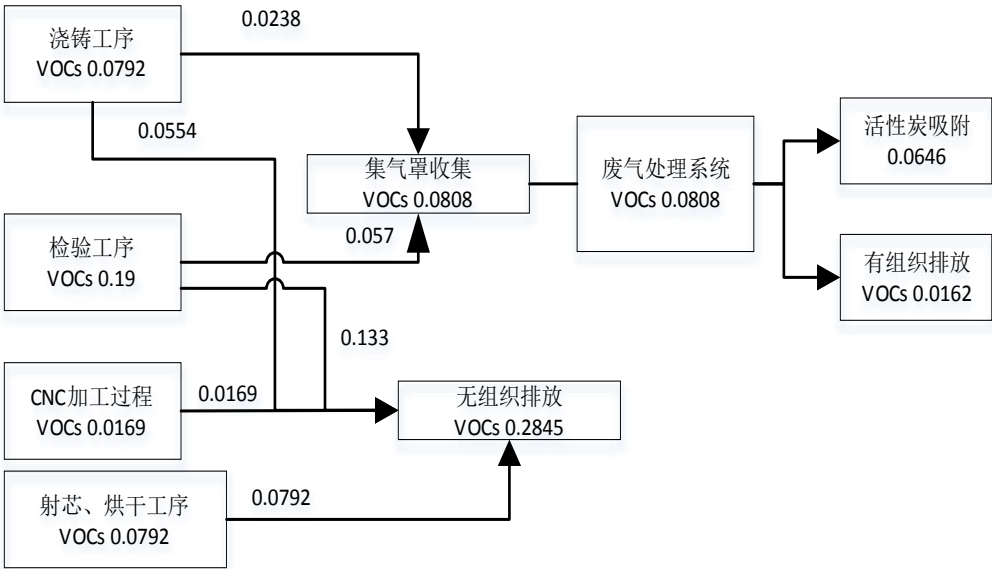 浇铸工序
VOCs 0.0792
0.0238
0.0554
集气罩收集
VOCs 0.0808
废气处理系统
VOCs 0.0808
活性炭吸附
0.0646
检验工序
VOCs 0.19
0.057
有组织排放
VOCs 0.0162
0.133
CNC加工过程
VOCs 0.0169
0.0169
无组织排放
VOCs 0.2845
射芯、烘干工序
VOCs 0.0792
0.0792